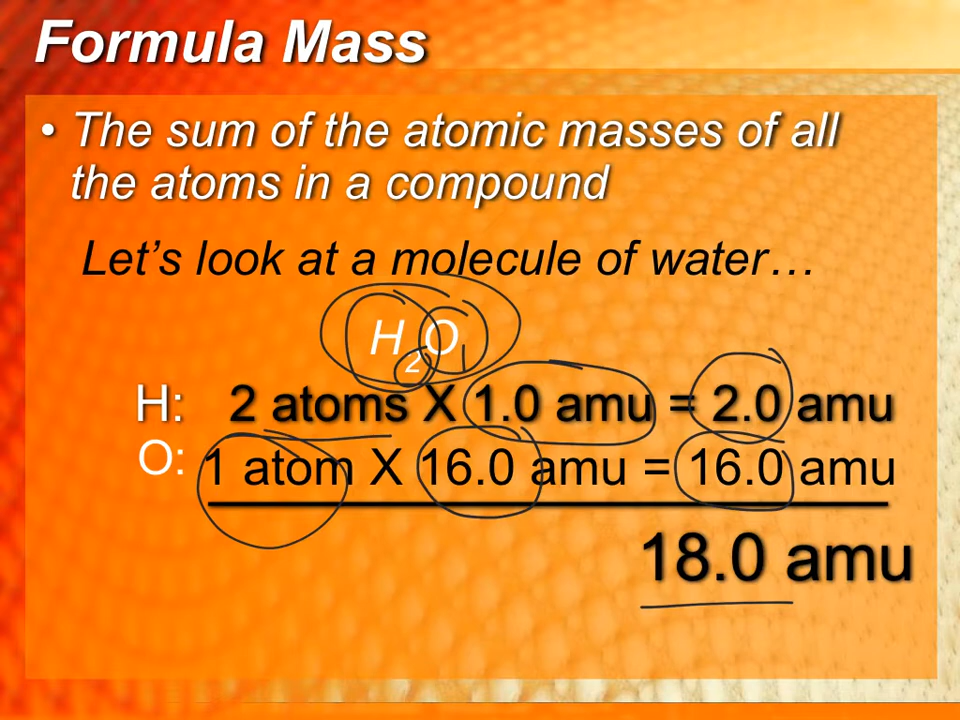 Formula Mass
• The sum of the atomic masses of all
the atoms in a compound
Let’s look at a molecule of water…
H₂O
H: 2 atoms X 1.0 amu = 2.0 amu
O: 1 atom X 16.0 amu = 16.0 amu
18.0 amu